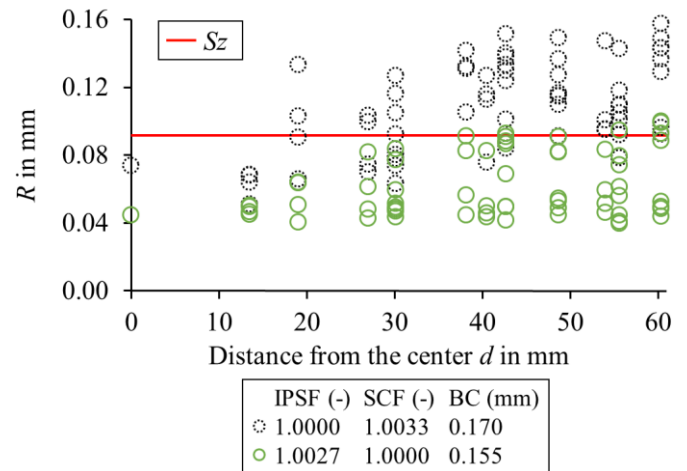 0.16
Sz
0.12
0.08
0.04
0.00
R in mm
0 10 20 30 40 50 60
Distance from the center d in mm
IPSF (-) SCF (-) BC (mm)
1.0000 1.0033 0.170
1.0027 1.0000 0.155